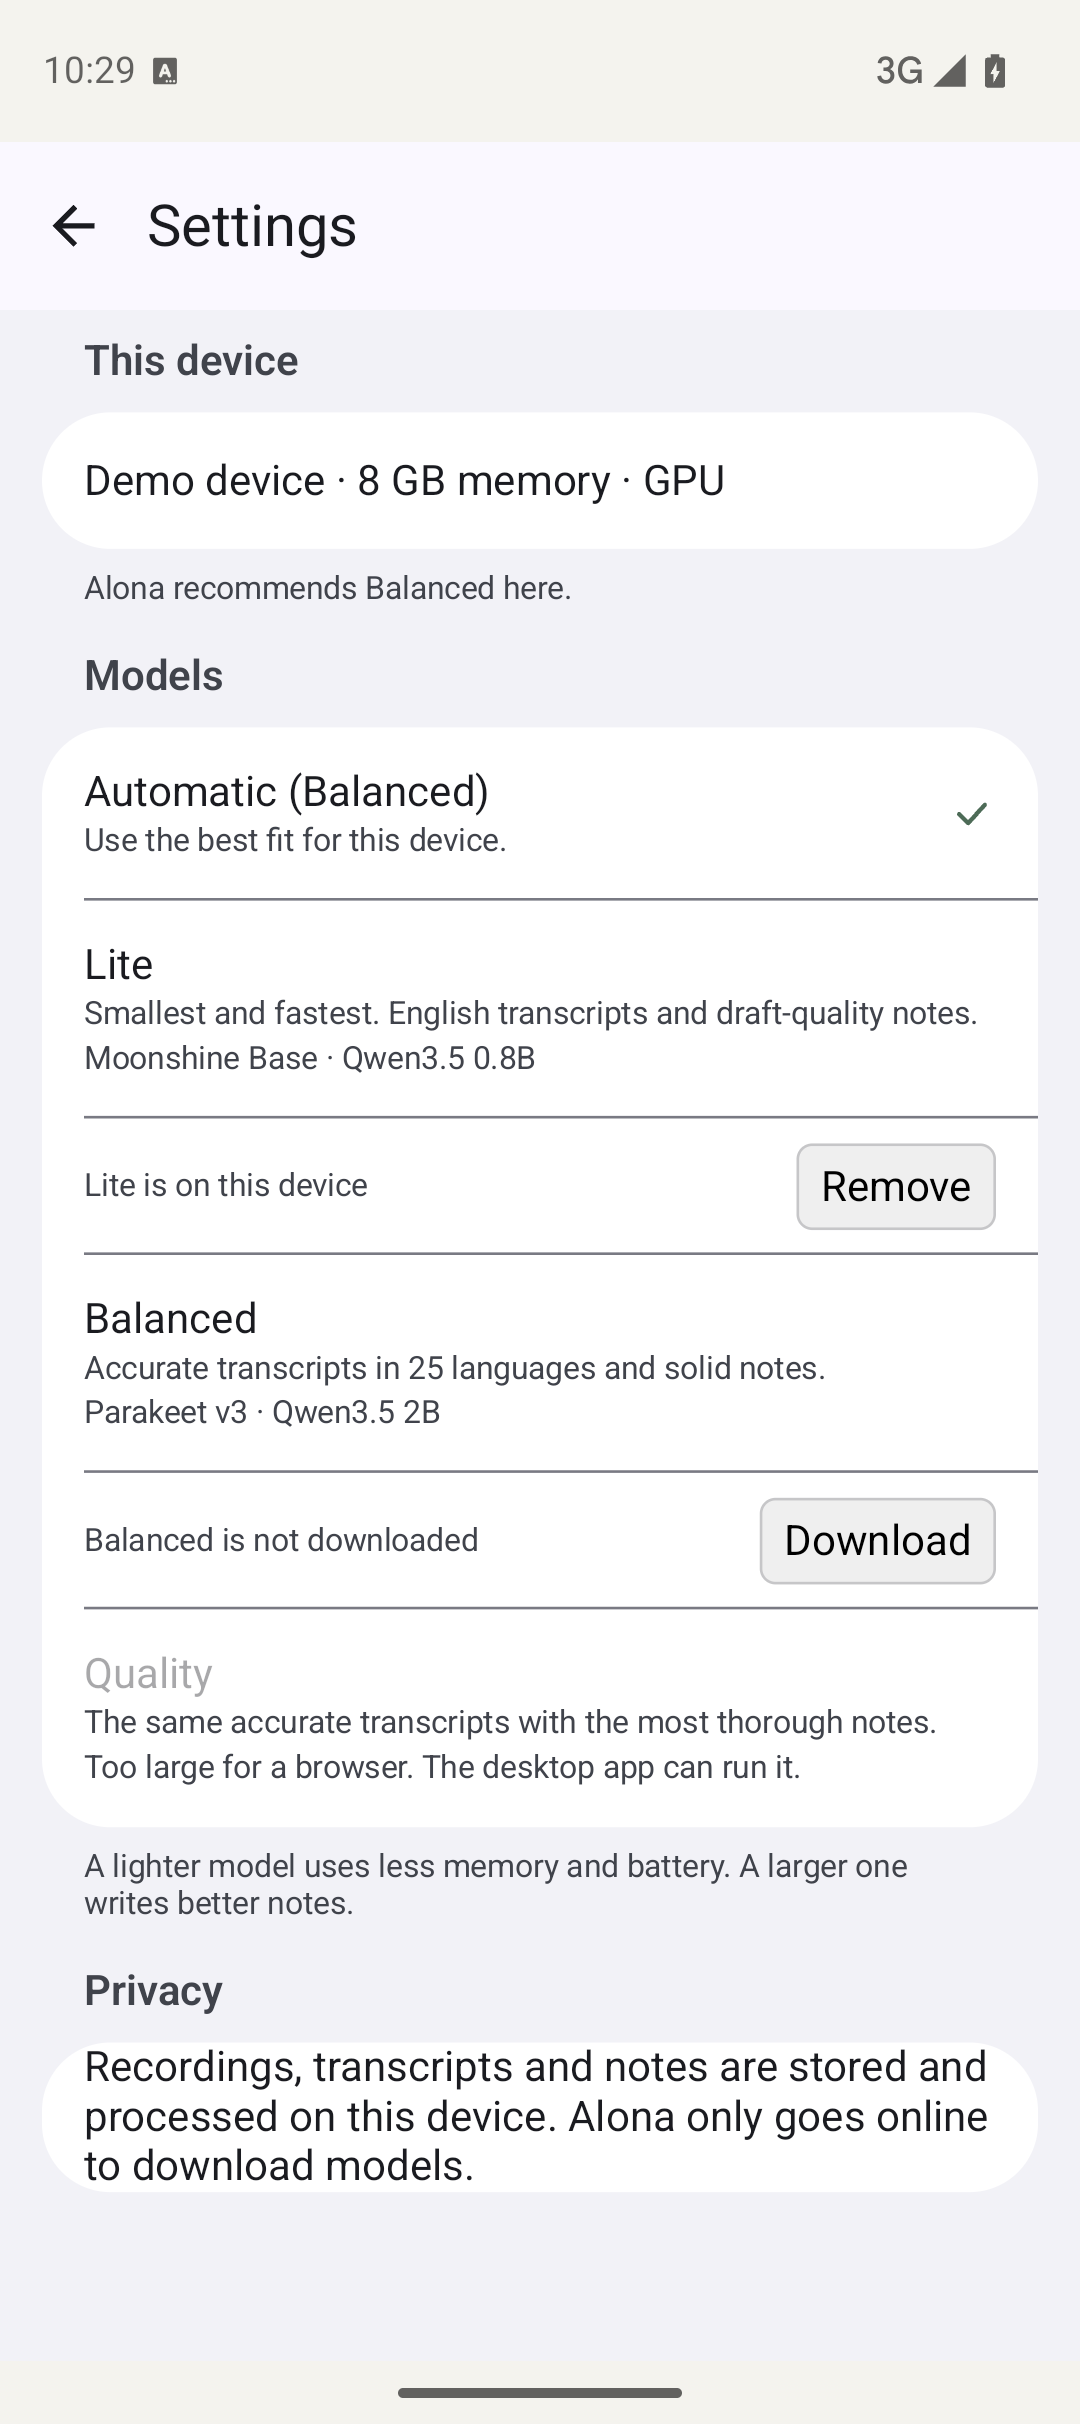 10:29
3G
Settings
This device
Demo device · 8 GB memory · GPU
Alona recommends Balanced here.
Models
Automatic (Balanced)
Use the best fit for this device.
Lite
Smallest and fastest. English transcripts and draft-quality notes.
Moonshine Base · Qwen3.5 0.8B
Lite is on this device
Remove
Balanced
Accurate transcripts in 25 languages and solid notes.
Parakeet v3 · Qwen3.5 2B
Balanced is not downloaded
Download
Quality
The same accurate transcripts with the most thorough notes.
Too large for a browser. The desktop app can run it.
A lighter model uses less memory and battery. A larger one
writes better notes.
Privacy
Recordings, transcripts and notes are stored and
processed on this device. Alona only goes online
to download models.